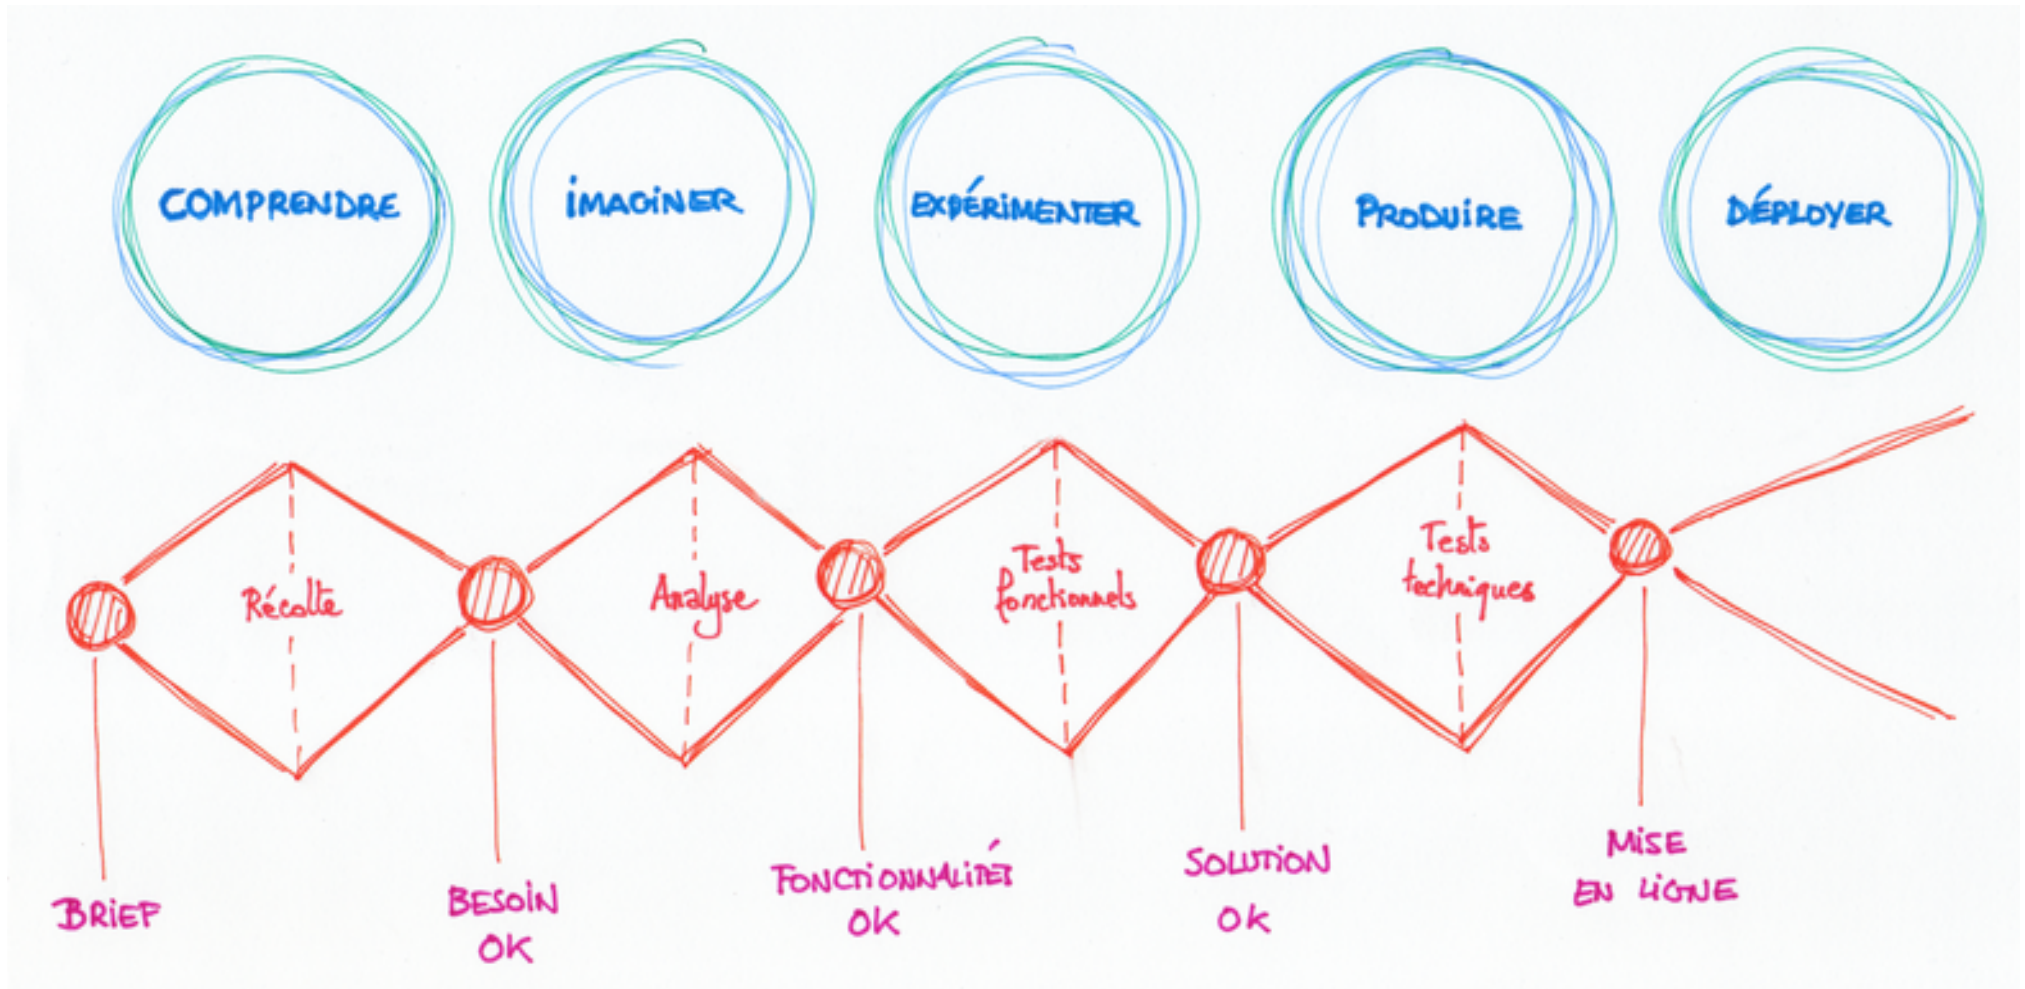 COMPRENDRE
IMAGINER
EXPÉRIMENTER
PRODUIRE
DÉPLOYER
Récolte
Analyse
Tests
fonctionnels
Tests
techniques
BRIEF
BESOIN
OK
FONCTIONNALITÉS
OK
SOLUTION
OK
MISE
EN LIGNE